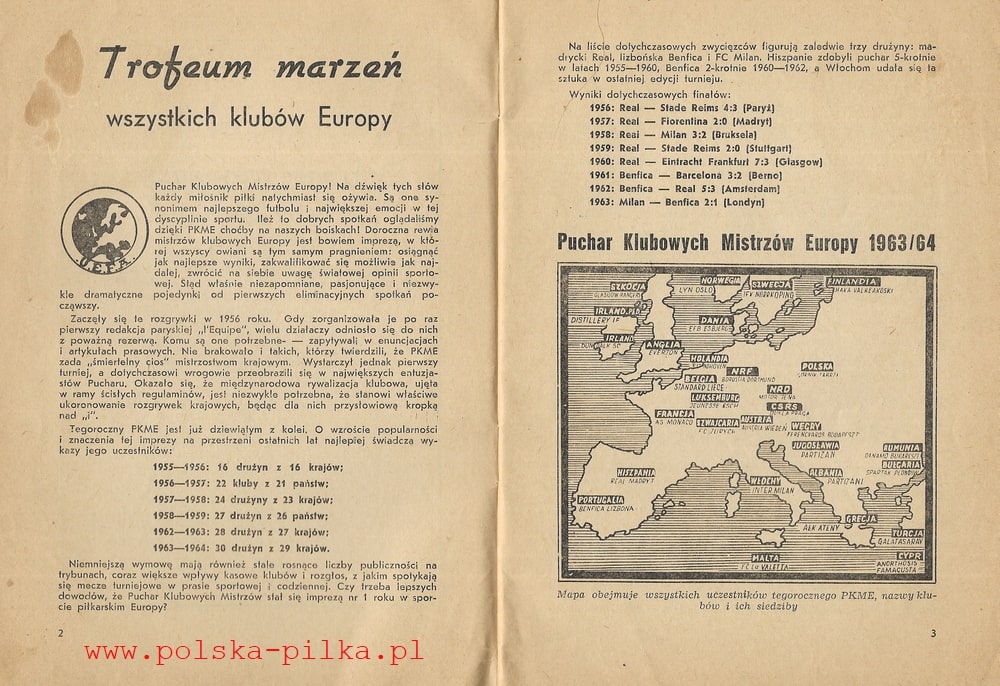 Trofeum marzeń
wszystkich klubów Europy
U.E.F.A.
Puchar Klubowych Mistrzów Europy! Na dźwięk tych słów
każdy miłośnik piłki natychmiast się ożywia. Są one sy-
nonimem najlepszego futbolu i największej emocji w tej
dyscyplinie sportu. Ileż to dobrych spotkań oglądaliśmy
dzięki PKME choćby na naszych boiskach! Doroczna rewia
mistrzów klubowych Europy jest bowiem imprezą, w któ-
rej wszyscy owiani są tym samym pragnieniem: osiągnąć
jak najlepsze wyniki, zakwalifikować się możliwie jak naj-
dalej, zwrócić na siebie uwagę światowej opinii sporto-
wej. Stąd właśnie niezapomniane, pasjonujące i niezwy-
kle dramatyczne pojedynki od pierwszych eliminacyjnych spotkań po-
cząwszy.
Zaczęły się te rozgrywki w 1956 roku. Gdy zorganizowała je po raz
pierwszy redakcja paryskiej „l'Equipe", wielu działaczy odniosło się do nich
z poważną rezerwą. Komu są one potrzebne- — zapytywali w enuncjacjach
i artykułach prasowych. Nie brakowało i takich, którzy twierdzili, że PKME
zada „śmiertelny cios" mistrzostwom krajowym. Wystarczył jednak pierwszy
turniej, a dotychczasowi wrogowie przeobrazili się w największych entuzja-
stów Pucharu. Okazało się, że międzynarodowa rywalizacja klubowa, ujęta
w ramy ścisłych regulaminów, jest niezwykle potrzebna, że stanowi właściwe
ukoronowanie rozgrywek krajowych, będąc dla nich przysłowiową kropką
nad „i".
Tegoroczny PKME jest już dziewiątym z kolei. O wzroście popularności
i znaczenia tej imprezy na przestrzeni ostatnich lat najlepiej świadczą wy-
kazy jego uczestników:
1955—1956: 16 drużyn z 16 krajów;
1956—1957: 22 kluby z 21 państw;
1957—1958: 24 drużyny z 23 krajów;
1958—1959: 27 drużyn z 26 państw;
1962—1963: 28 drużyn z 27 krajów;
1963—1964: 30 drużyn z 29 krajów.
Niemniejszą wymowę mają również stale rosnące liczby publiczności na
trybunach, coraz większe wpływy kasowe klubów i rozgłos, z jakim spotykają
się mecze turniejowe w prasie sportowej i codziennej. Czy trzeba lepszych
dowodów, że Puchar Klubowych Mistrzów stał się imprezą nr 1 roku w spor-
cie piłkarskim Europy?
2
www.polska-pilka.pl
Na liście dotychczasowych zwycięzców figurują zaledwie trzy drużyny: ma-
drycki Real, lizbońska Benfica i FC Milan. Hiszpanie zdobyli puchar 5-krotnie
w latach 1955—1960, Benfica 2-krotnie 1960—1962, a Włochom udała się ta
sztuka w ostatniej edycji turnieju.
Wyniki dotychczasowych finałów:
1956: Real — Stade Reims 4:3 (Paryż)
1957: Real — Fiorentina 2:0 (Madryt)
1958: Real — Milan 3:2 (Bruksela)
1959: Real — Stade Reims 2:0 (Stuttgart)
1960: Real — Eintracht Frankfurt 7:3 (Glasgow)
1961: Benfica — Barcelona 3:2 (Berno)
1962: Benfica — Real 5:3 (Amsterdam)
1963: Milan — Benfica 2:1 (Londyn)
Puchar Klubowych Mistrzów Europy 1963/64
SZKOCJA
GLASGOW RANGERS
NORWEGIA
LYN OSLO
SZWECJA
IFK NORRKÖPING
FINLANDIA
HAKA VALKEAKOSKI
IRLAND. PŁD
DISTILLERY IF
DANIA
EFB ESBJERG
IRLAND
ANGLIA
EVERTON
HOLANDIA
EINDHOVEN
BELGIA
STANDARD LIÈGE
NRF
BORUSSIA DORTMUND
POLSKA
GÓRNIK ZABRZE
NRD
MOTOR JENA
LUKSEMBURG
JEUNESSE ESCH
CSRS
DUKLA PRAGA
FRANCJA
AS MONACO
SZWAJCARIA
FC ZURYCH
AUSTRIA
AUSTRIA WIEDEŃ
WĘGRY
FERENCVAROS BUDAPESZT
JUGOSŁAWIA
PARTIZAN
RUMUNIA
DINAMO BUKARESZT
BUŁGARIA
SPARTAK PŁOWDIW
HISZPANIA
REAL MADRYT
WŁOCHY
INTER MILAN
ALBANIA
PARTIZANI
PORTUGALIA
BENFICA LIZBONA
GRECJA
AEK ATENY
TURCJA
GALATASARAY
MALTA
FC La VALETTA
CYPR
ANORTHOSIS
FAMAGUSTA
Mapa obejmuje wszystkich uczestników tegorocznego PKME, nazwy klu-
bów i ich siedziby
3